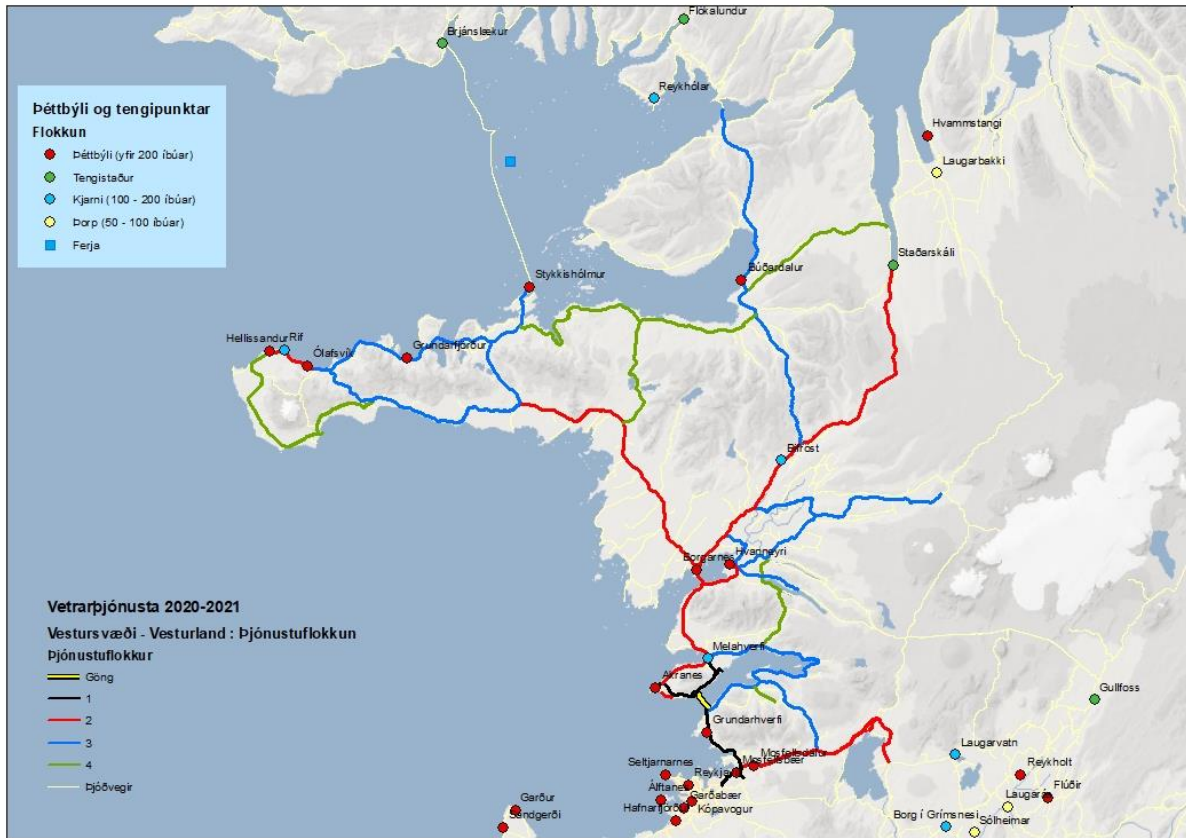 Flókalundur
Brjánslækur
Þéttbýli og tengipunktar
Flokkun
Þéttbýli (yfir 200 íbúar)
Tengistaður
Kjarni (100 - 200 íbúar)
Þorp (50 - 100 íbúar)
Ferja
Reykhólar
Hvammstangi
Laugarbakki
Staðarskáli
Stykkishólmur
Búðardalur
Hellissandur
Rif
Ólafsvík
Grundarfjörður
Bifröst
Borgarnes
Hvanneyri
Vetrarþjónusta 2020-2021
Vestursvæði - Vesturland : Þjónustuflokkun
Þjónustuflokkur
Göng
1
2
3
4
Þjóðvegir
Melahverfi
Akranes
Grundarhverfi
Gullfoss
Mosfellsdalur
Mosfellsbær
Laugarvatn
Reykholt
Seltjarnarnes
Álftanes
Garðabær
Hafnarfjörður
Kópavogur
Garður
Sandgerði
Laugarás
Flúðir
Borg í Grímsnesi
Sólheimar